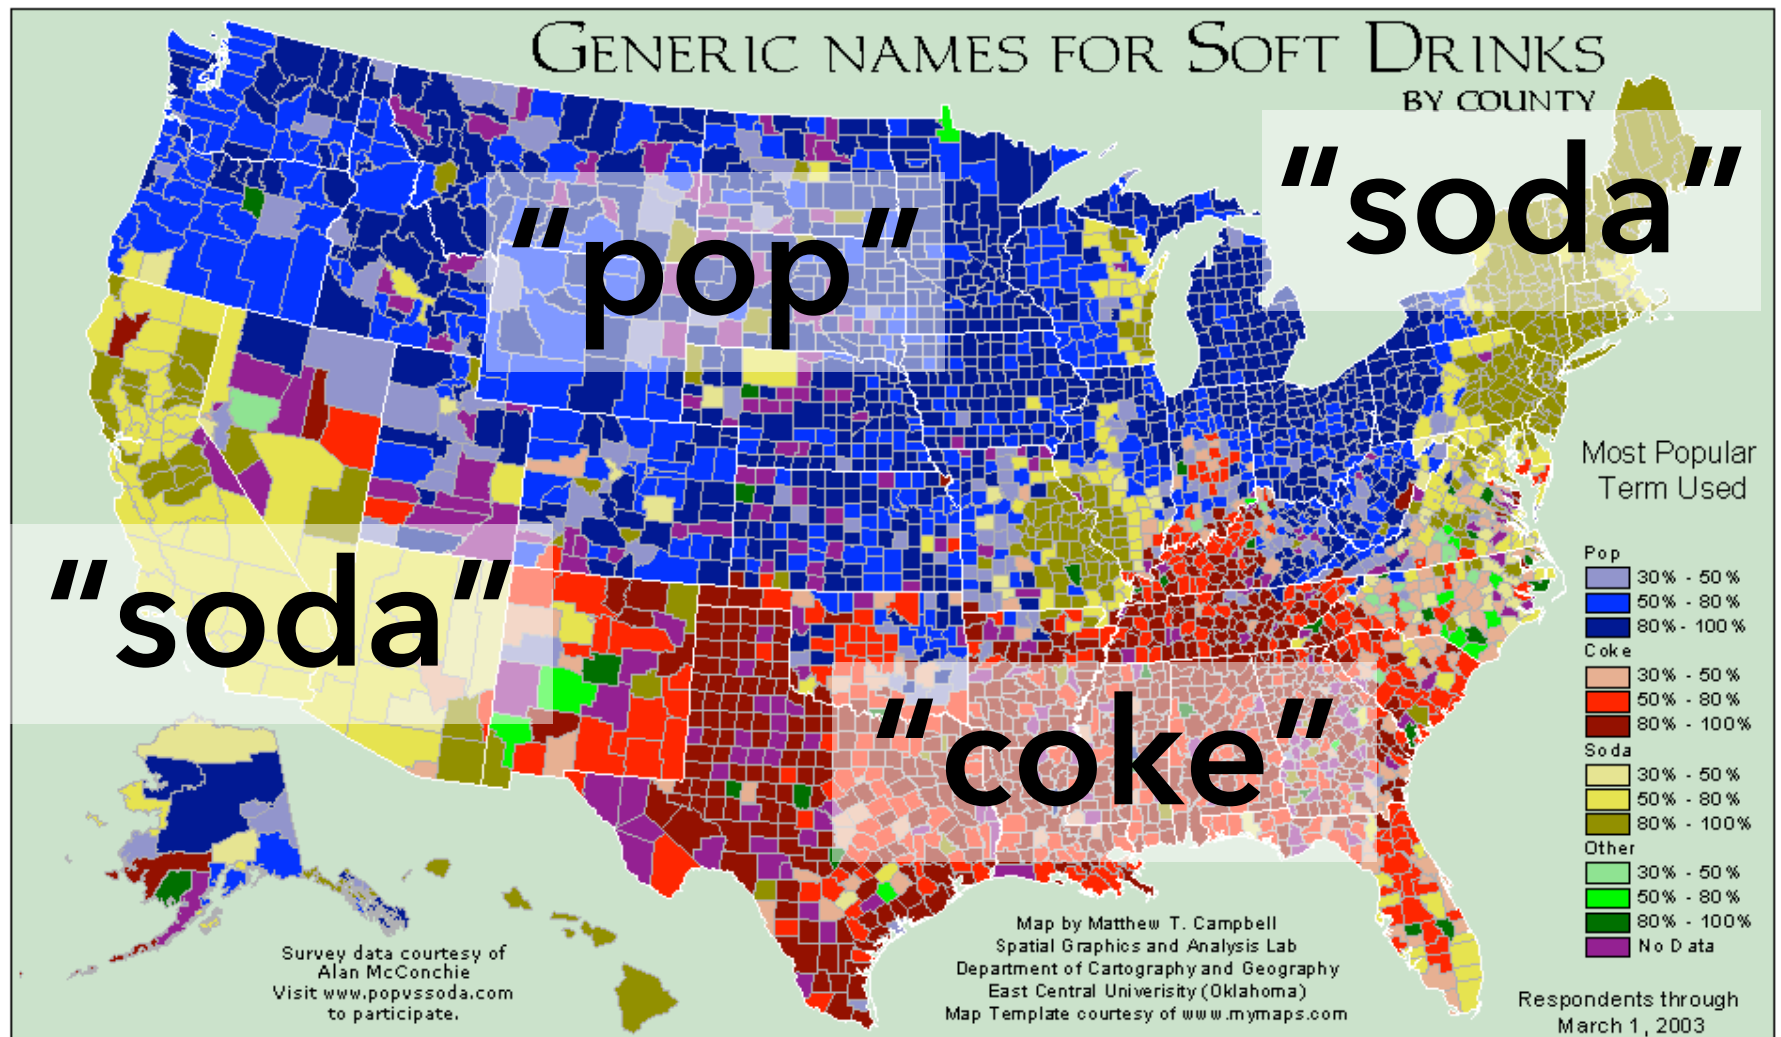 GENERIC NAMES FOR SOFT DRINKS
BY COUNTY
"soda"
"pop"
"soda"
"coke"
Most Popular
Term Used
Pop
30% - 50%
50% - 80%
80% - 100%
Coke
30% - 50%
50% - 80%
80% - 100%
Soda
30% - 50%
50% - 80%
80% - 100%
Other
30% - 50%
50% - 80%
80% - 100%
No Data
Survey data courtesy of
Alan McConchie
Visit www.popvssoda.com
to participate.
Map by Matthew T. Campbell
Spatial Graphics and Analysis Lab
Department of Cartography and Geography
East Central Univerisity (Oklahoma)
Map Template courtesy of www.mymaps.com
Respondents through
March 1, 2003